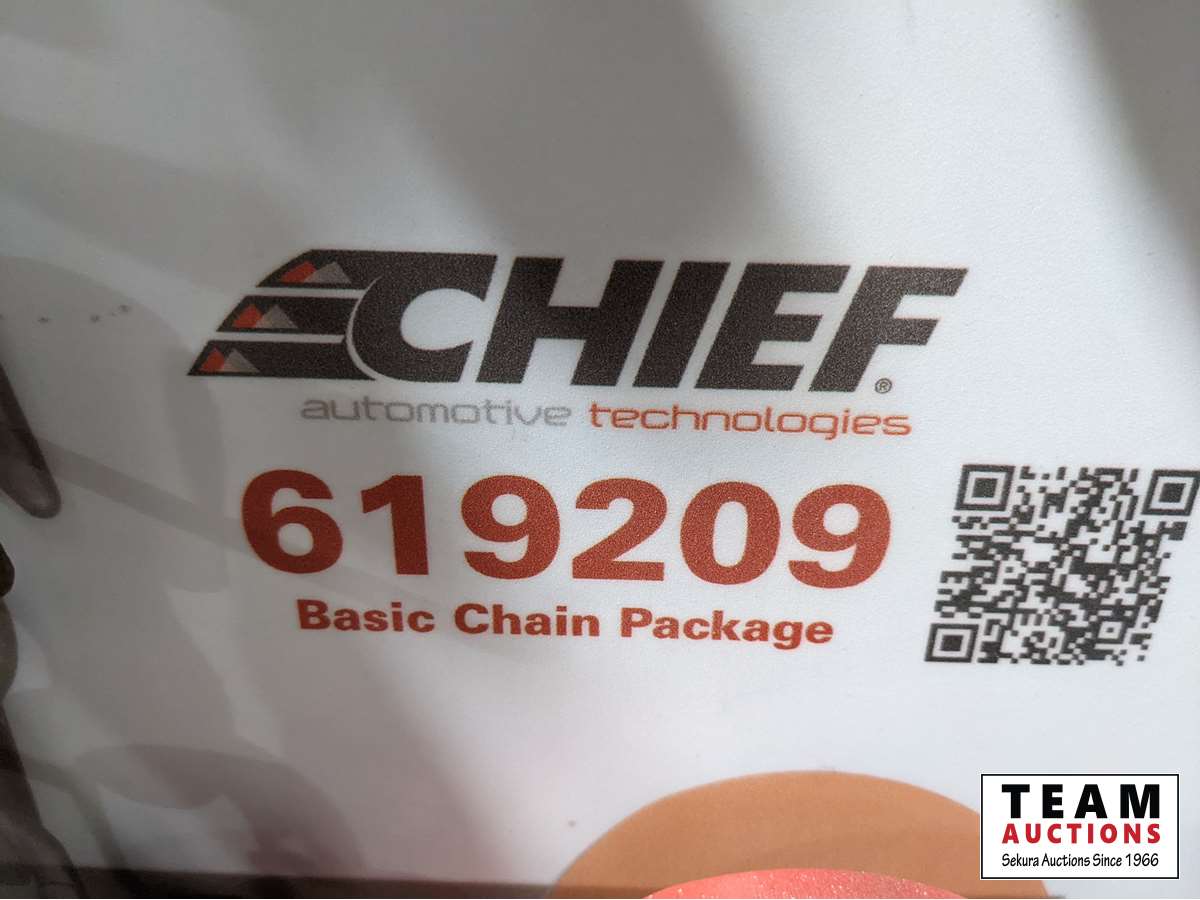 CHIEF®
automotive technologies
619209
Basic Chain Package
TEAM
AUCTIONS
Sekura Auctions Since 1966